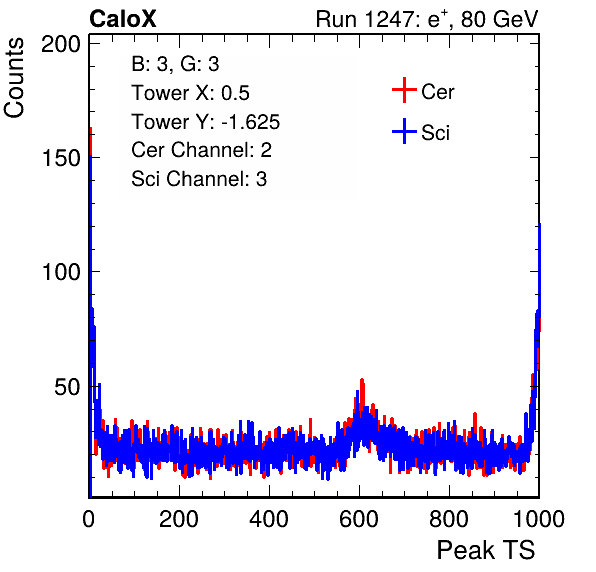 CaloX
Run 1247: e+, 80 GeV
Counts
200
150
100
50
B: 3, G: 3
Tower X: 0.5
Tower Y: -1.625
Cer Channel: 2
Sci Channel: 3
Cer
Sci
0 200 400 600 800 1000
Peak TS